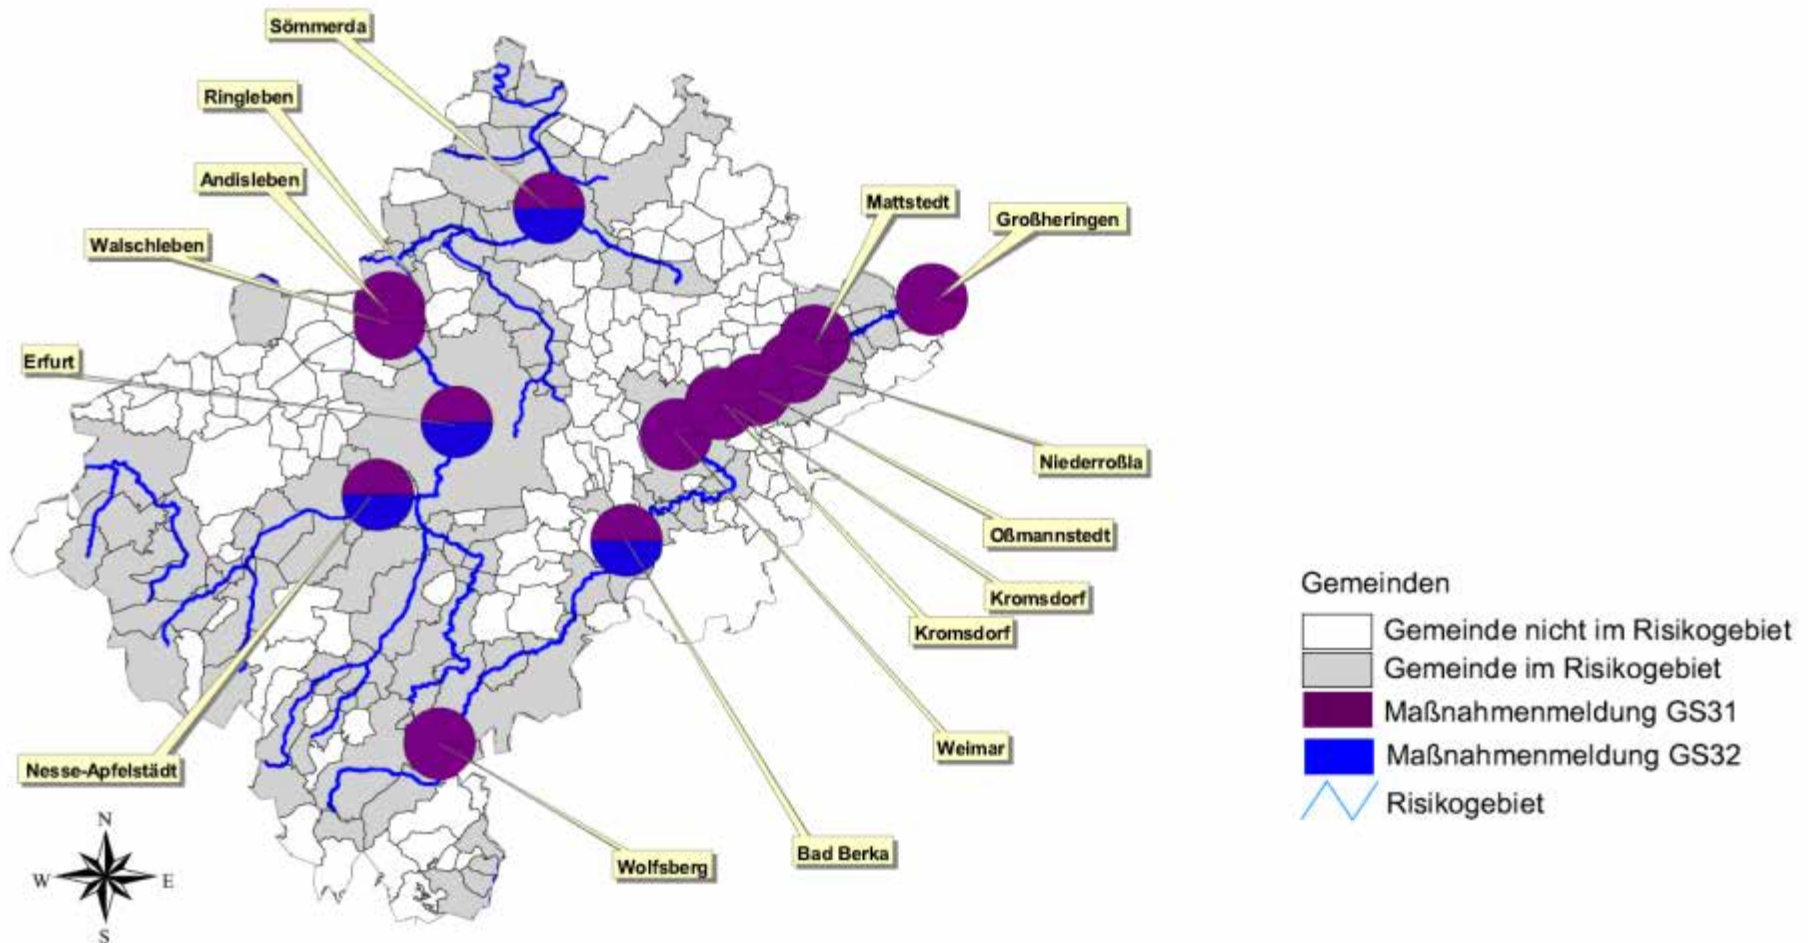 Sömmerda
Ringleben
Andisleben
Walschleben
Mattstedt
Großheringen
Erfurt
Niederroßla
Oßmannstedt
Kromsdorf
Kromsdorf
Weimar
Nesse-Apfelstädt
Bad Berka
Wolfsberg
N
W
E
S
Gemeinden
Gemeinde nicht im Risikogebiet
Gemeinde im Risikogebiet
Maßnahmenmeldung GS31
Maßnahmenmeldung GS32
Risikogebiet